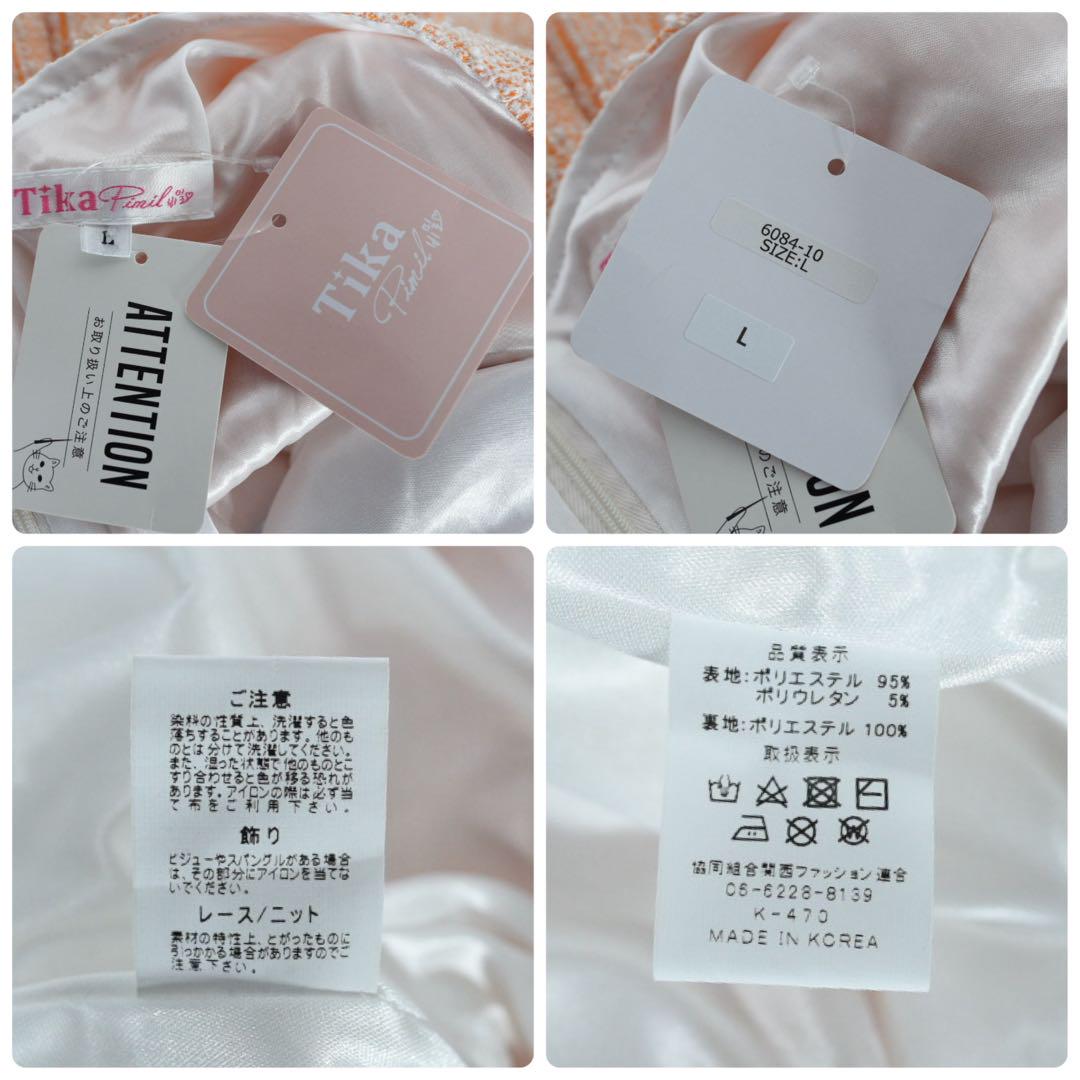 Tika Pimil
L
Tika
Pimil
ATTENTION
お取り扱い上のご注意
6084-10
SIZE:L
L
のご注意
ON
ご注意
染料の性質上、洗濯すると色
落ちすることがあります。他のも
のとは分けて洗濯してください。
また、湿った状態で他のものとこ
すり合わせると色が移る恐れが
あります。アイロンの際は必ず当
て布をご利用下さい。
飾り
ビジューやスパングルがある場合
は、その部分にアイロンを当てな
いでください。
レース/ニット
素材の特性上、とがったものに
引っかかる場合がありますのでご
注意下さい。
品質表示
表地:ポリエステル 95%
ポリウレタン 5%
裏地:ポリエステル 100%
取扱表示
W
協同組合関西ファッション連合
06-6228-8139
K-470
MADE IN KOREA